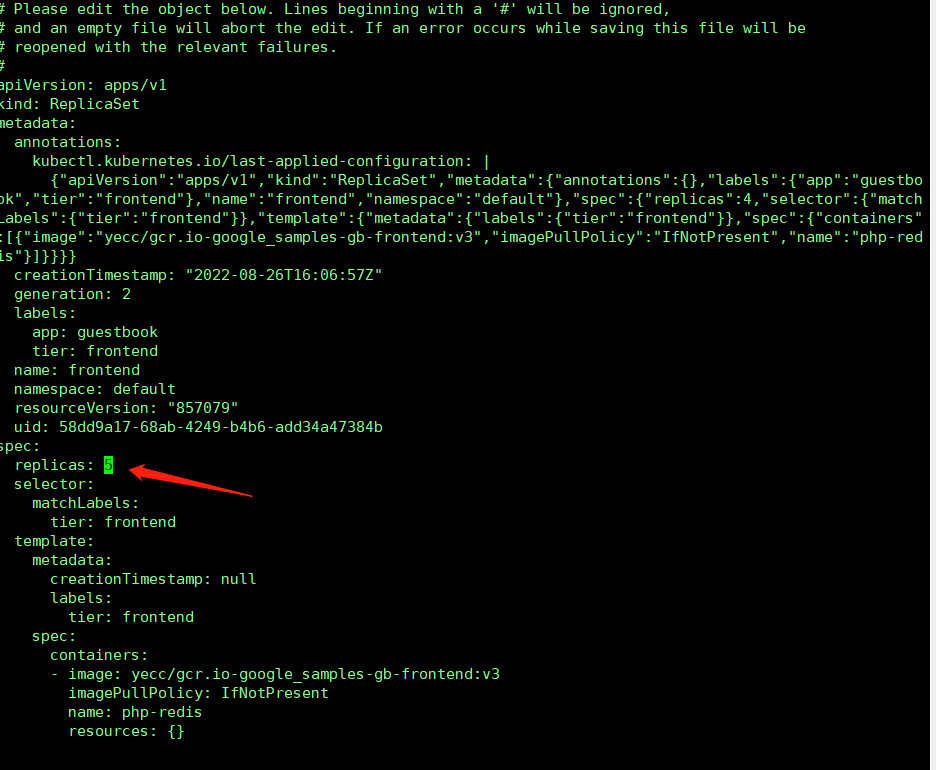 # Please edit the object below. Lines beginning with a '#' will be ignored,
# and an empty file will abort the edit. If an error occurs while saving this file will be
# reopened with the relevant failures.
#
apiVersion: apps/v1
kind: ReplicaSet
metadata:
  annotations:
    kubectl.kubernetes.io/last-applied-configuration: |
      {"apiVersion":"apps/v1","kind":"ReplicaSet","metadata":{"annotations":{},"labels":{"app":"guestbo
ok","tier":"frontend"},"name":"frontend","namespace":"default"},"spec":{"replicas":4,"selector":{"match
Labels":{"tier":"frontend"}},"template":{"metadata":{"labels":{"tier":"frontend"}},"spec":{"containers"
:[{"image":"yecc/gcr.io-google_samples-gb-frontend:v3","imagePullPolicy":"IfNotPresent","name":"php-red
is"}]}}}}
  creationTimestamp: "2022-08-26T16:06:57Z"
  generation: 2
  labels:
    app: guestbook
    tier: frontend
  name: frontend
  namespace: default
  resourceVersion: "857079"
  uid: 58dd9a17-68ab-4249-b4b6-add34a47384b
spec:
  replicas: 5
  selector:
    matchLabels:
      tier: frontend
  template:
    metadata:
      creationTimestamp: null
      labels:
        tier: frontend
    spec:
      containers:
      - image: yecc/gcr.io-google_samples-gb-frontend:v3
        imagePullPolicy: IfNotPresent
        name: php-redis
        resources: {}